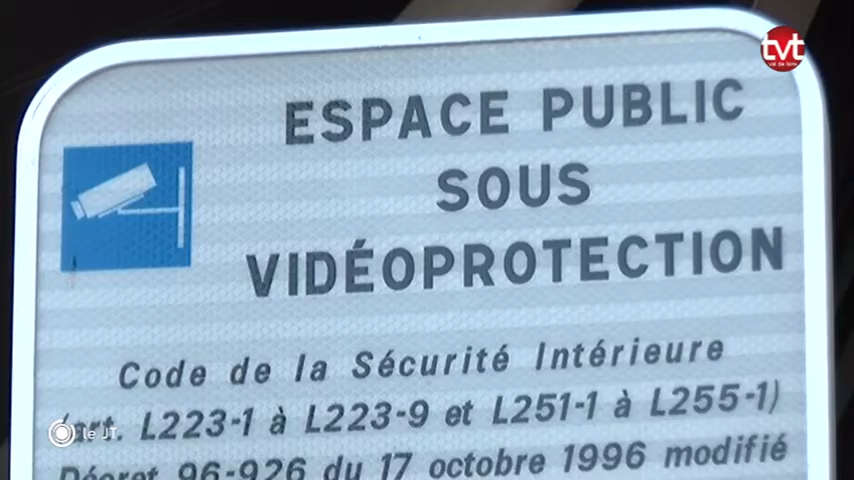 tvt
ESPACE PUBLIC
SOUS
VIDÉOPROTECTION
Code de la Sécurité Intérieure
(art. L223-1 à L223-9 et L251-1 à L255-1)
le JT
Décret 96-926 du 17 octobre 1996 modifié